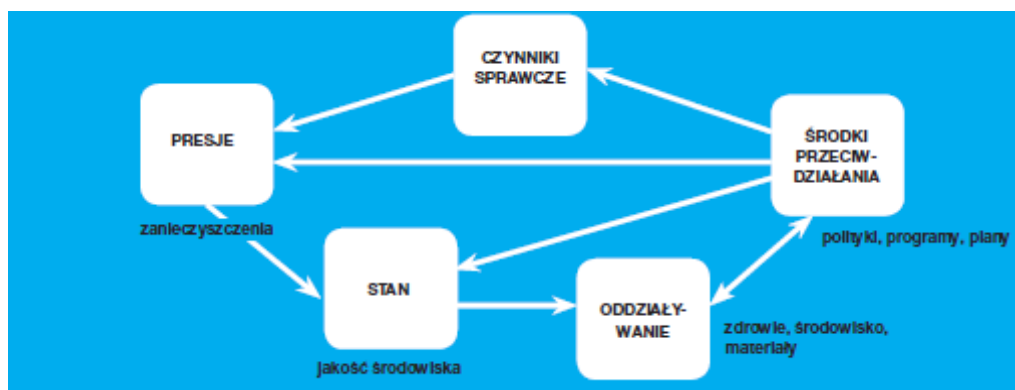 CZYNNIKI
SPRAWCZE
PRESJE
ŚRODKI
PRZECIW-
DZIAŁANIA
zanieczyszczenia
polityki, programy, plany
STAN
ODDZIAŁY-
WANIE
zdrowie, środowisko,
materiały
jakość środowiska